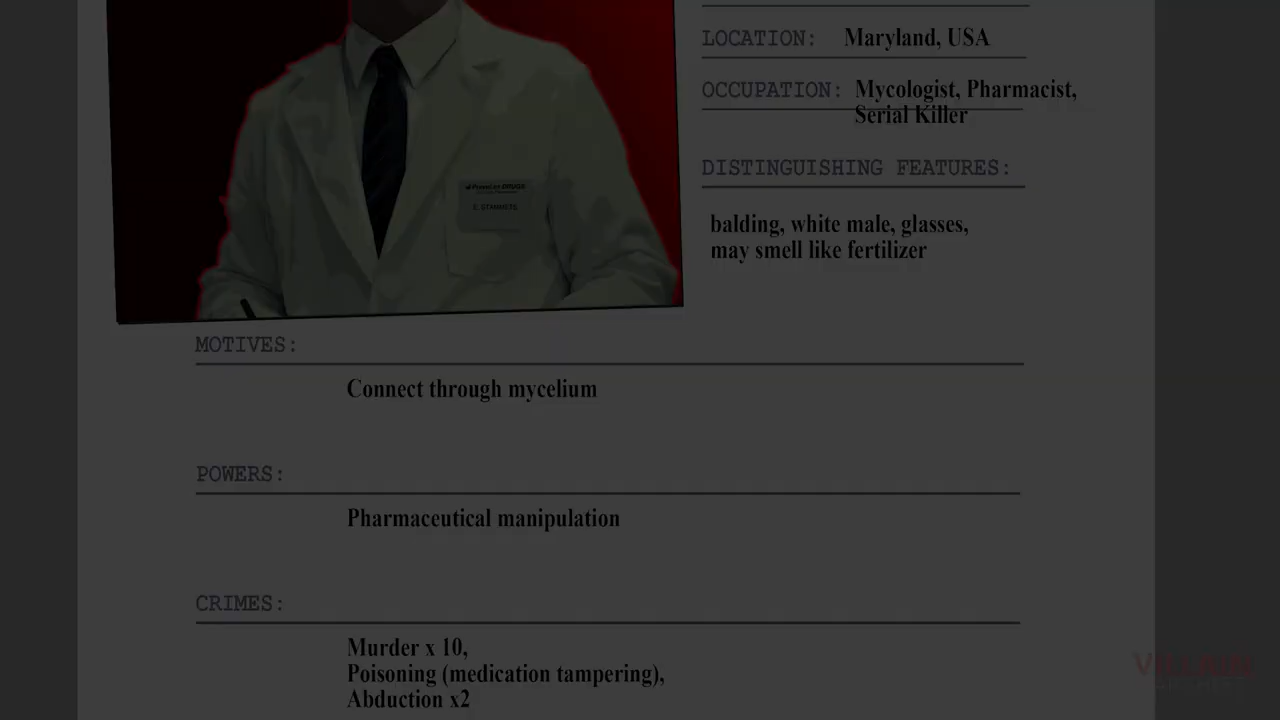 LOCATION: Maryland, USA
OCCUPATION: Mycologist, Pharmacist,
Serial Killer
DISTINGUISHING FEATURES:
balding, white male, glasses,
may smell like fertilizer
DRUGS
MOTIVES:
Connect through mycelium
POWERS:
Pharmaceutical manipulation
CRIMES:
Murder x 10,
Poisoning (medication tampering),
Abduction x2